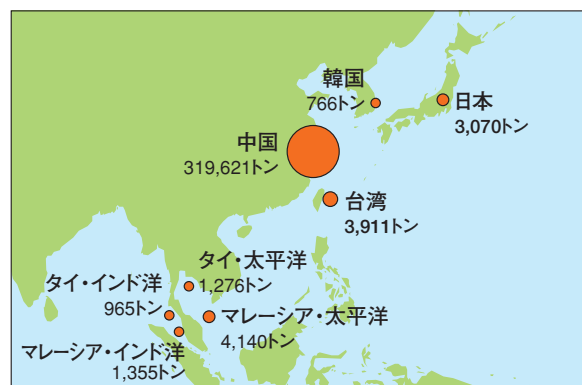 韓国
766トン
日本
3,070トン
中国
319,621トン
台湾
3,911トン
タイ・太平洋
1,276トン
タイ・インド洋
965トン
マレーシア・太平洋
4,140トン
マレーシア・インド洋
1,355トン